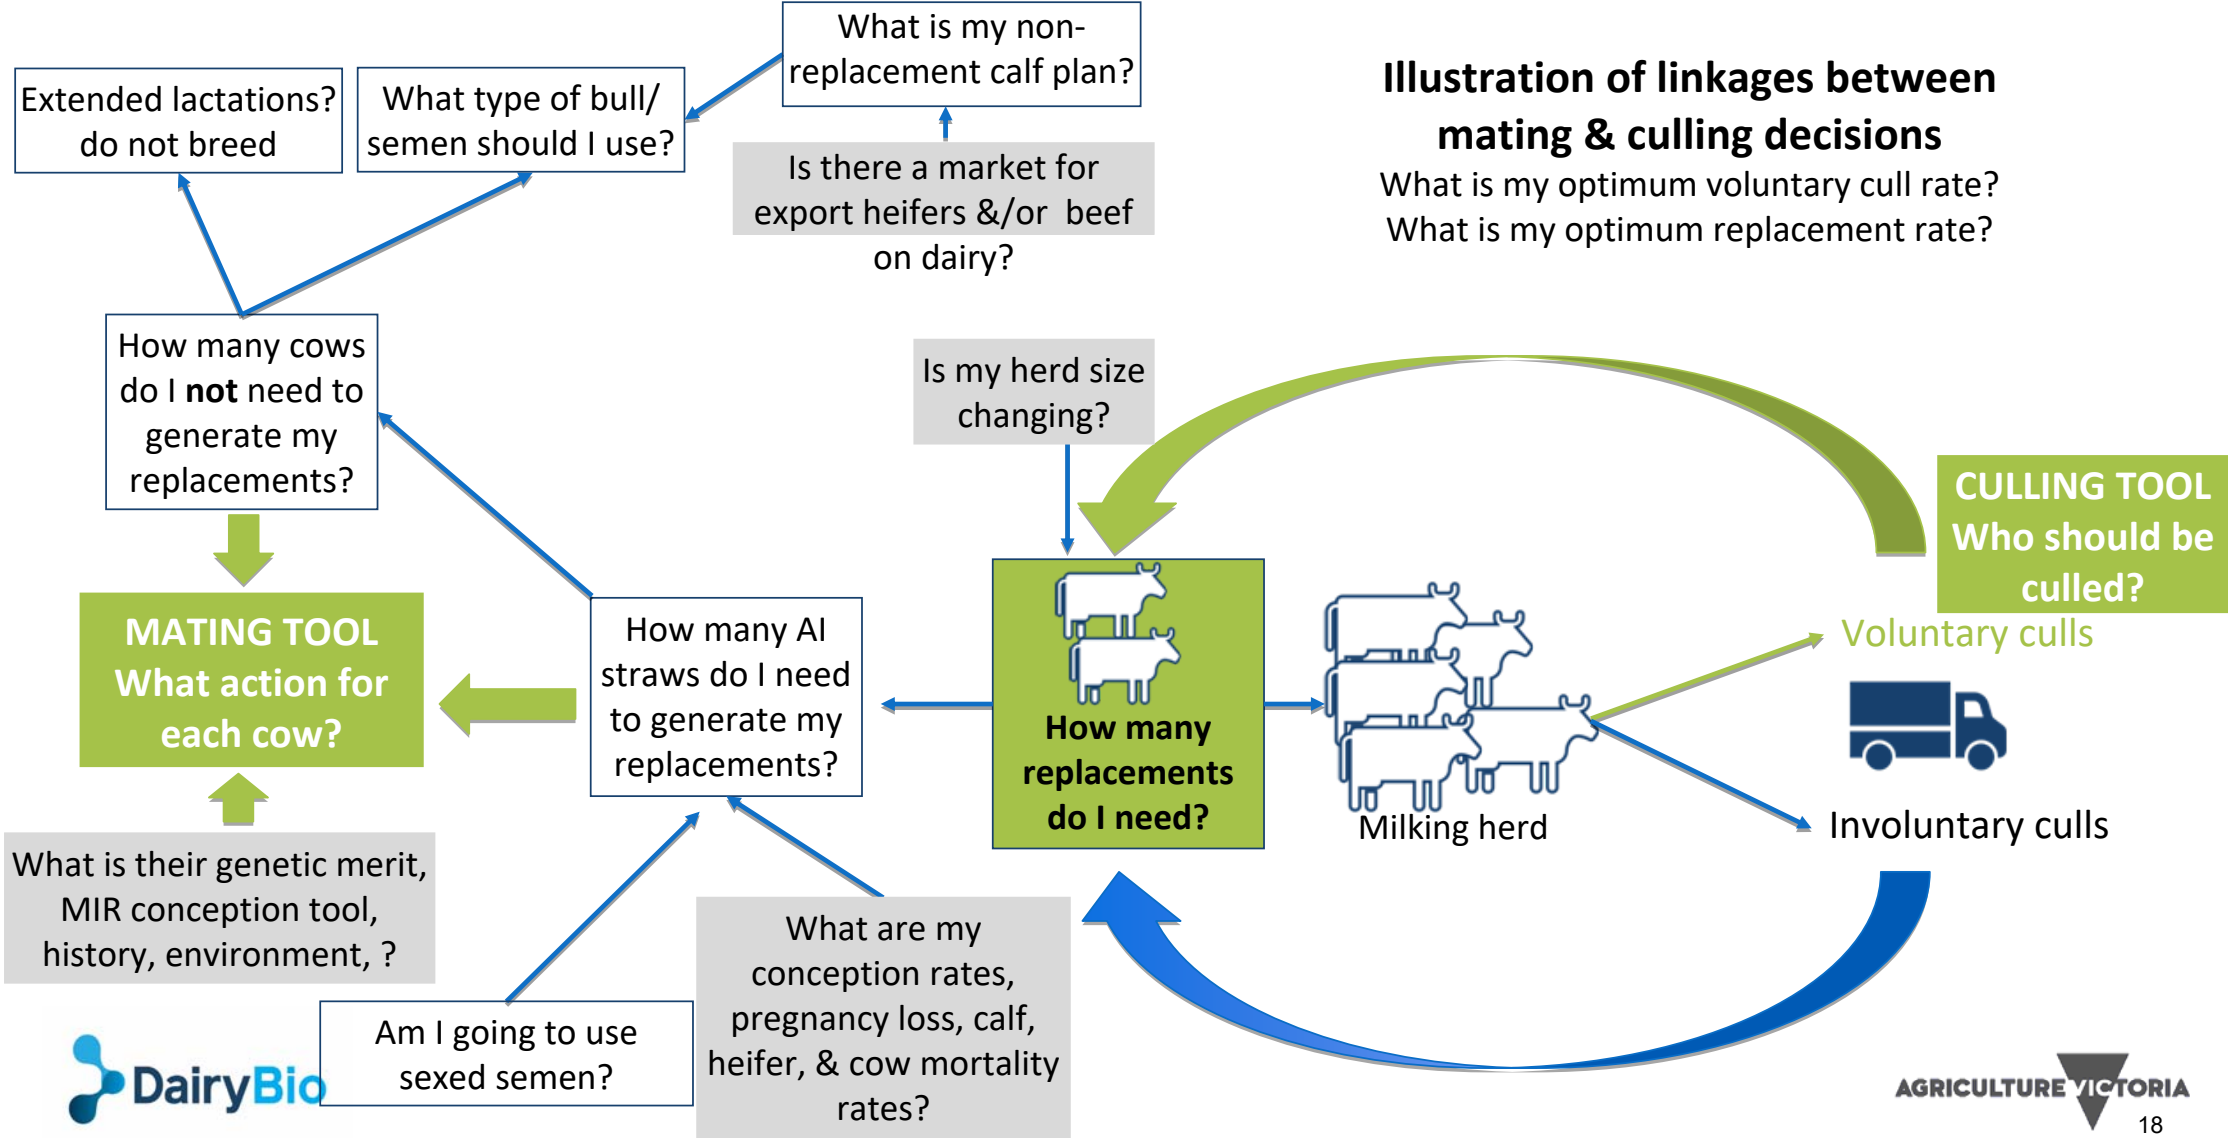 What is my non-
replacement calf plan?
Extended lactations?
do not breed
What type of bull/
semen should I use?
Is there a market for
export heifers &/or beef
on dairy?
Illustration of linkages between
mating & culling decisions
What is my optimum voluntary cull rate?
What is my optimum replacement rate?
How many cows
do I not need to
generate my
replacements?
Is my herd size
changing?
CULLING TOOL
Who should be
culled?
Voluntary culls
MATING TOOL
What action for
each cow?
How many AI
straws do I need
to generate my
replacements?
How many
replacements
do I need?
Milking herd
Involuntary culls
What is their genetic merit,
MIR conception tool,
history, environment, ?
What are my
conception rates,
pregnancy loss, calf,
heifer, & cow mortality
rates?
Am I going to use
sexed semen?
DairyBio
AGRICULTURE VICTORIA
18